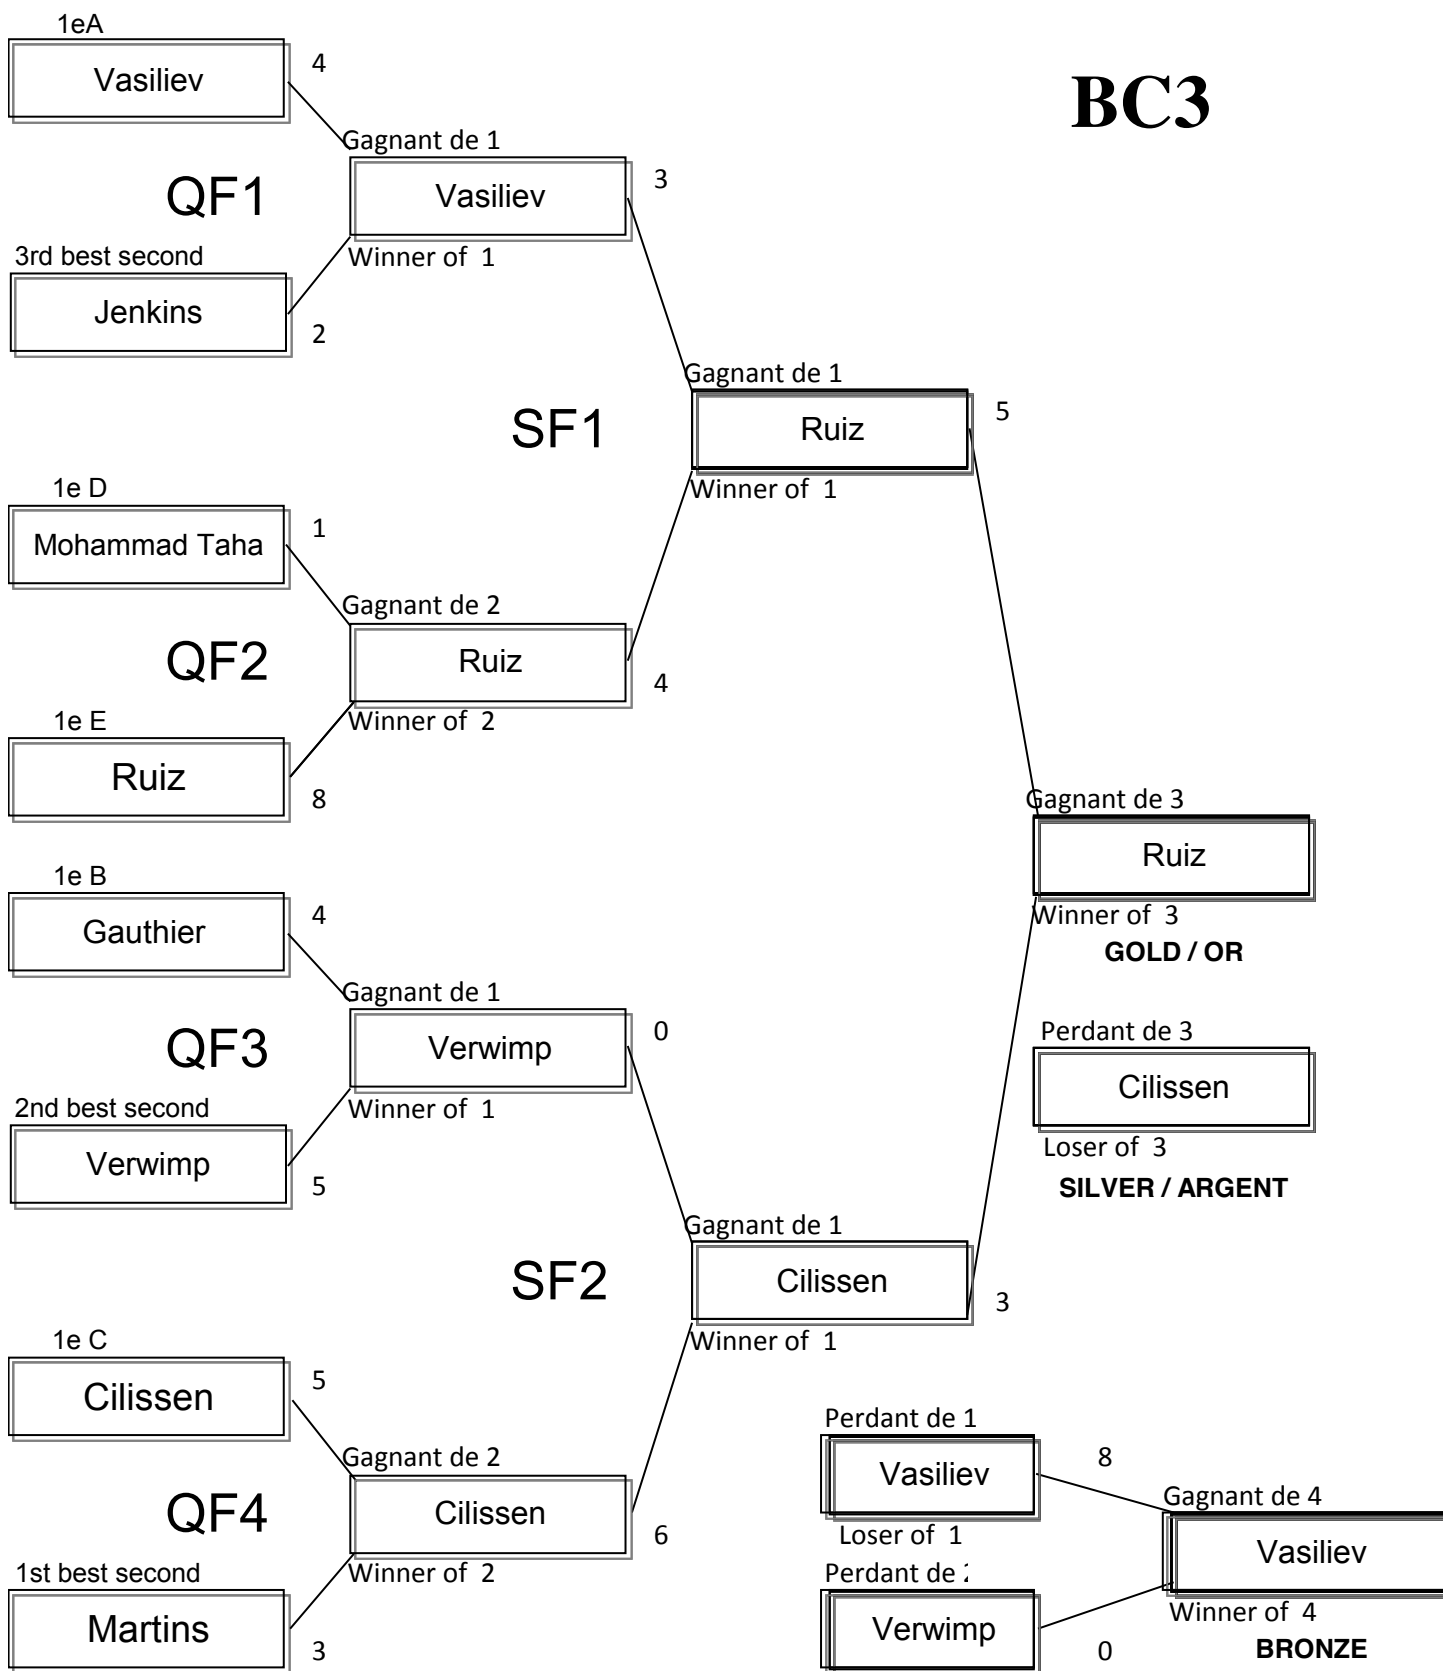 1eA
Vasiliev
4
BC3
Gagnant de 1
QF1
Vasiliev
3
3rd best second
Winner of 1
Jenkins
2
Gagnant de 1
SF1
Ruiz
5
1e D
Winner of 1
Mohammad Taha
1
Gagnant de 2
QF2
Ruiz
4
1e E
Winner of 2
Ruiz
8
Gagnant de 3
Ruiz
1e B
Winner of 3
Gauthier
4
GOLD / OR
Gagnant de 1
QF3
Verwimp
0
Perdant de 3
Cilissen
2nd best second
Winner of 1
Loser of 3
Verwimp
5
SILVER / ARGENT
Gagnant de 1
SF2
Cilissen
3
1e C
Winner of 1
Cilissen
5
Perdant de 1
Gagnant de 2
Vasiliev
8
QF4
Cilissen
6
Gagnant de 4
Loser of 1
Vasiliev
1st best second
Winner of 2
Perdant de
Winner of 4
Martins
3
Verwimp
0
BRONZE